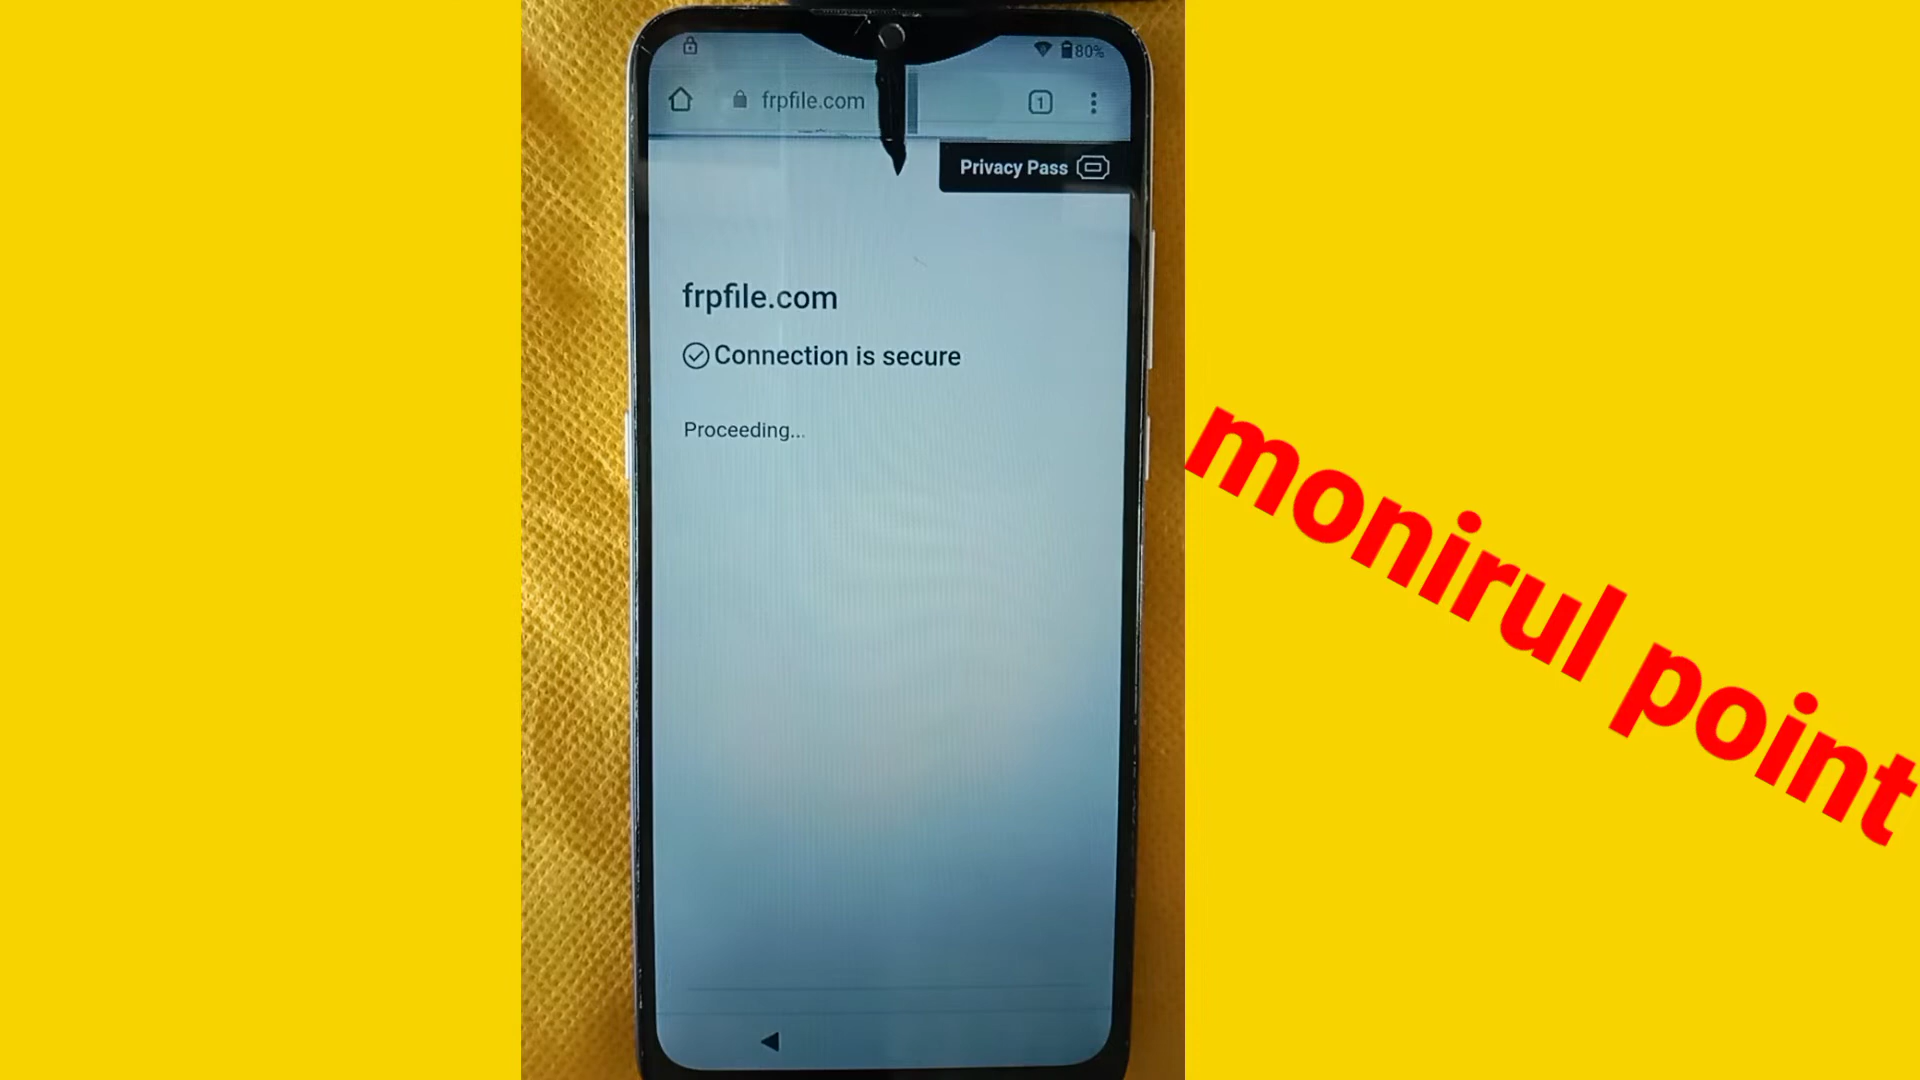 80%
frpfile.com
1
Privacy Pass
frpfile.com
Connection is secure
Proceeding...
monirul point